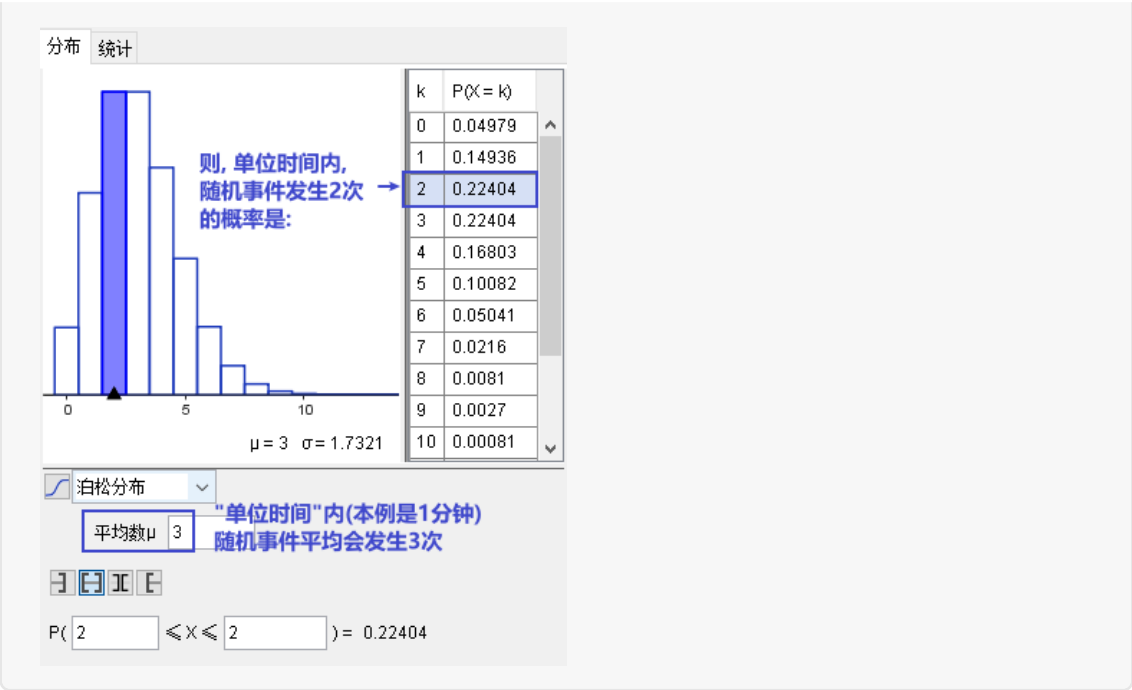 分布 统计
k P(X = k)
0 0.04979
1 0.14936
2 0.22404
3 0.22404
4 0.16803
5 0.10082
6 0.05041
7 0.0216
8 0.0081
9 0.0027
10 0.00081
则, 单位时间内,
随机事件发生2次
的概率是:
0 5 10
μ = 3 σ = 1.7321
泊松分布
平均数μ 3
"单位时间"内(本例是1分钟)
随机事件平均会发生3次
P( 2 ≤ X ≤ 2 ) = 0.22404